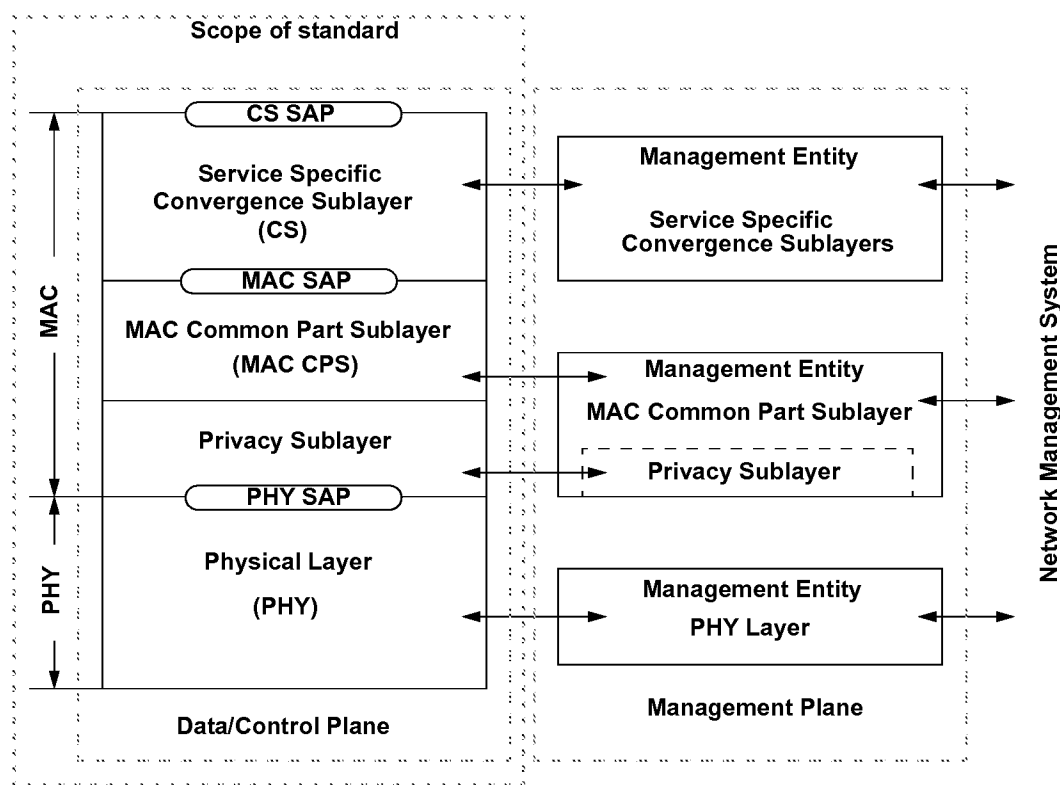 Scope of standard
CS SAP
Service Specific
Convergence Sublayer
(CS)
MAC SAP
MAC Common Part Sublayer
(MAC CPS)
Privacy Sublayer
PHY SAP
Physical Layer
(PHY)
Data/Control Plane
MAC
PHY
Management Entity
Service Specific
Convergence Sublayers
Management Entity
MAC Common Part Sublayer
Privacy Sublayer
Management Entity
PHY Layer
Management Plane
Network Management System